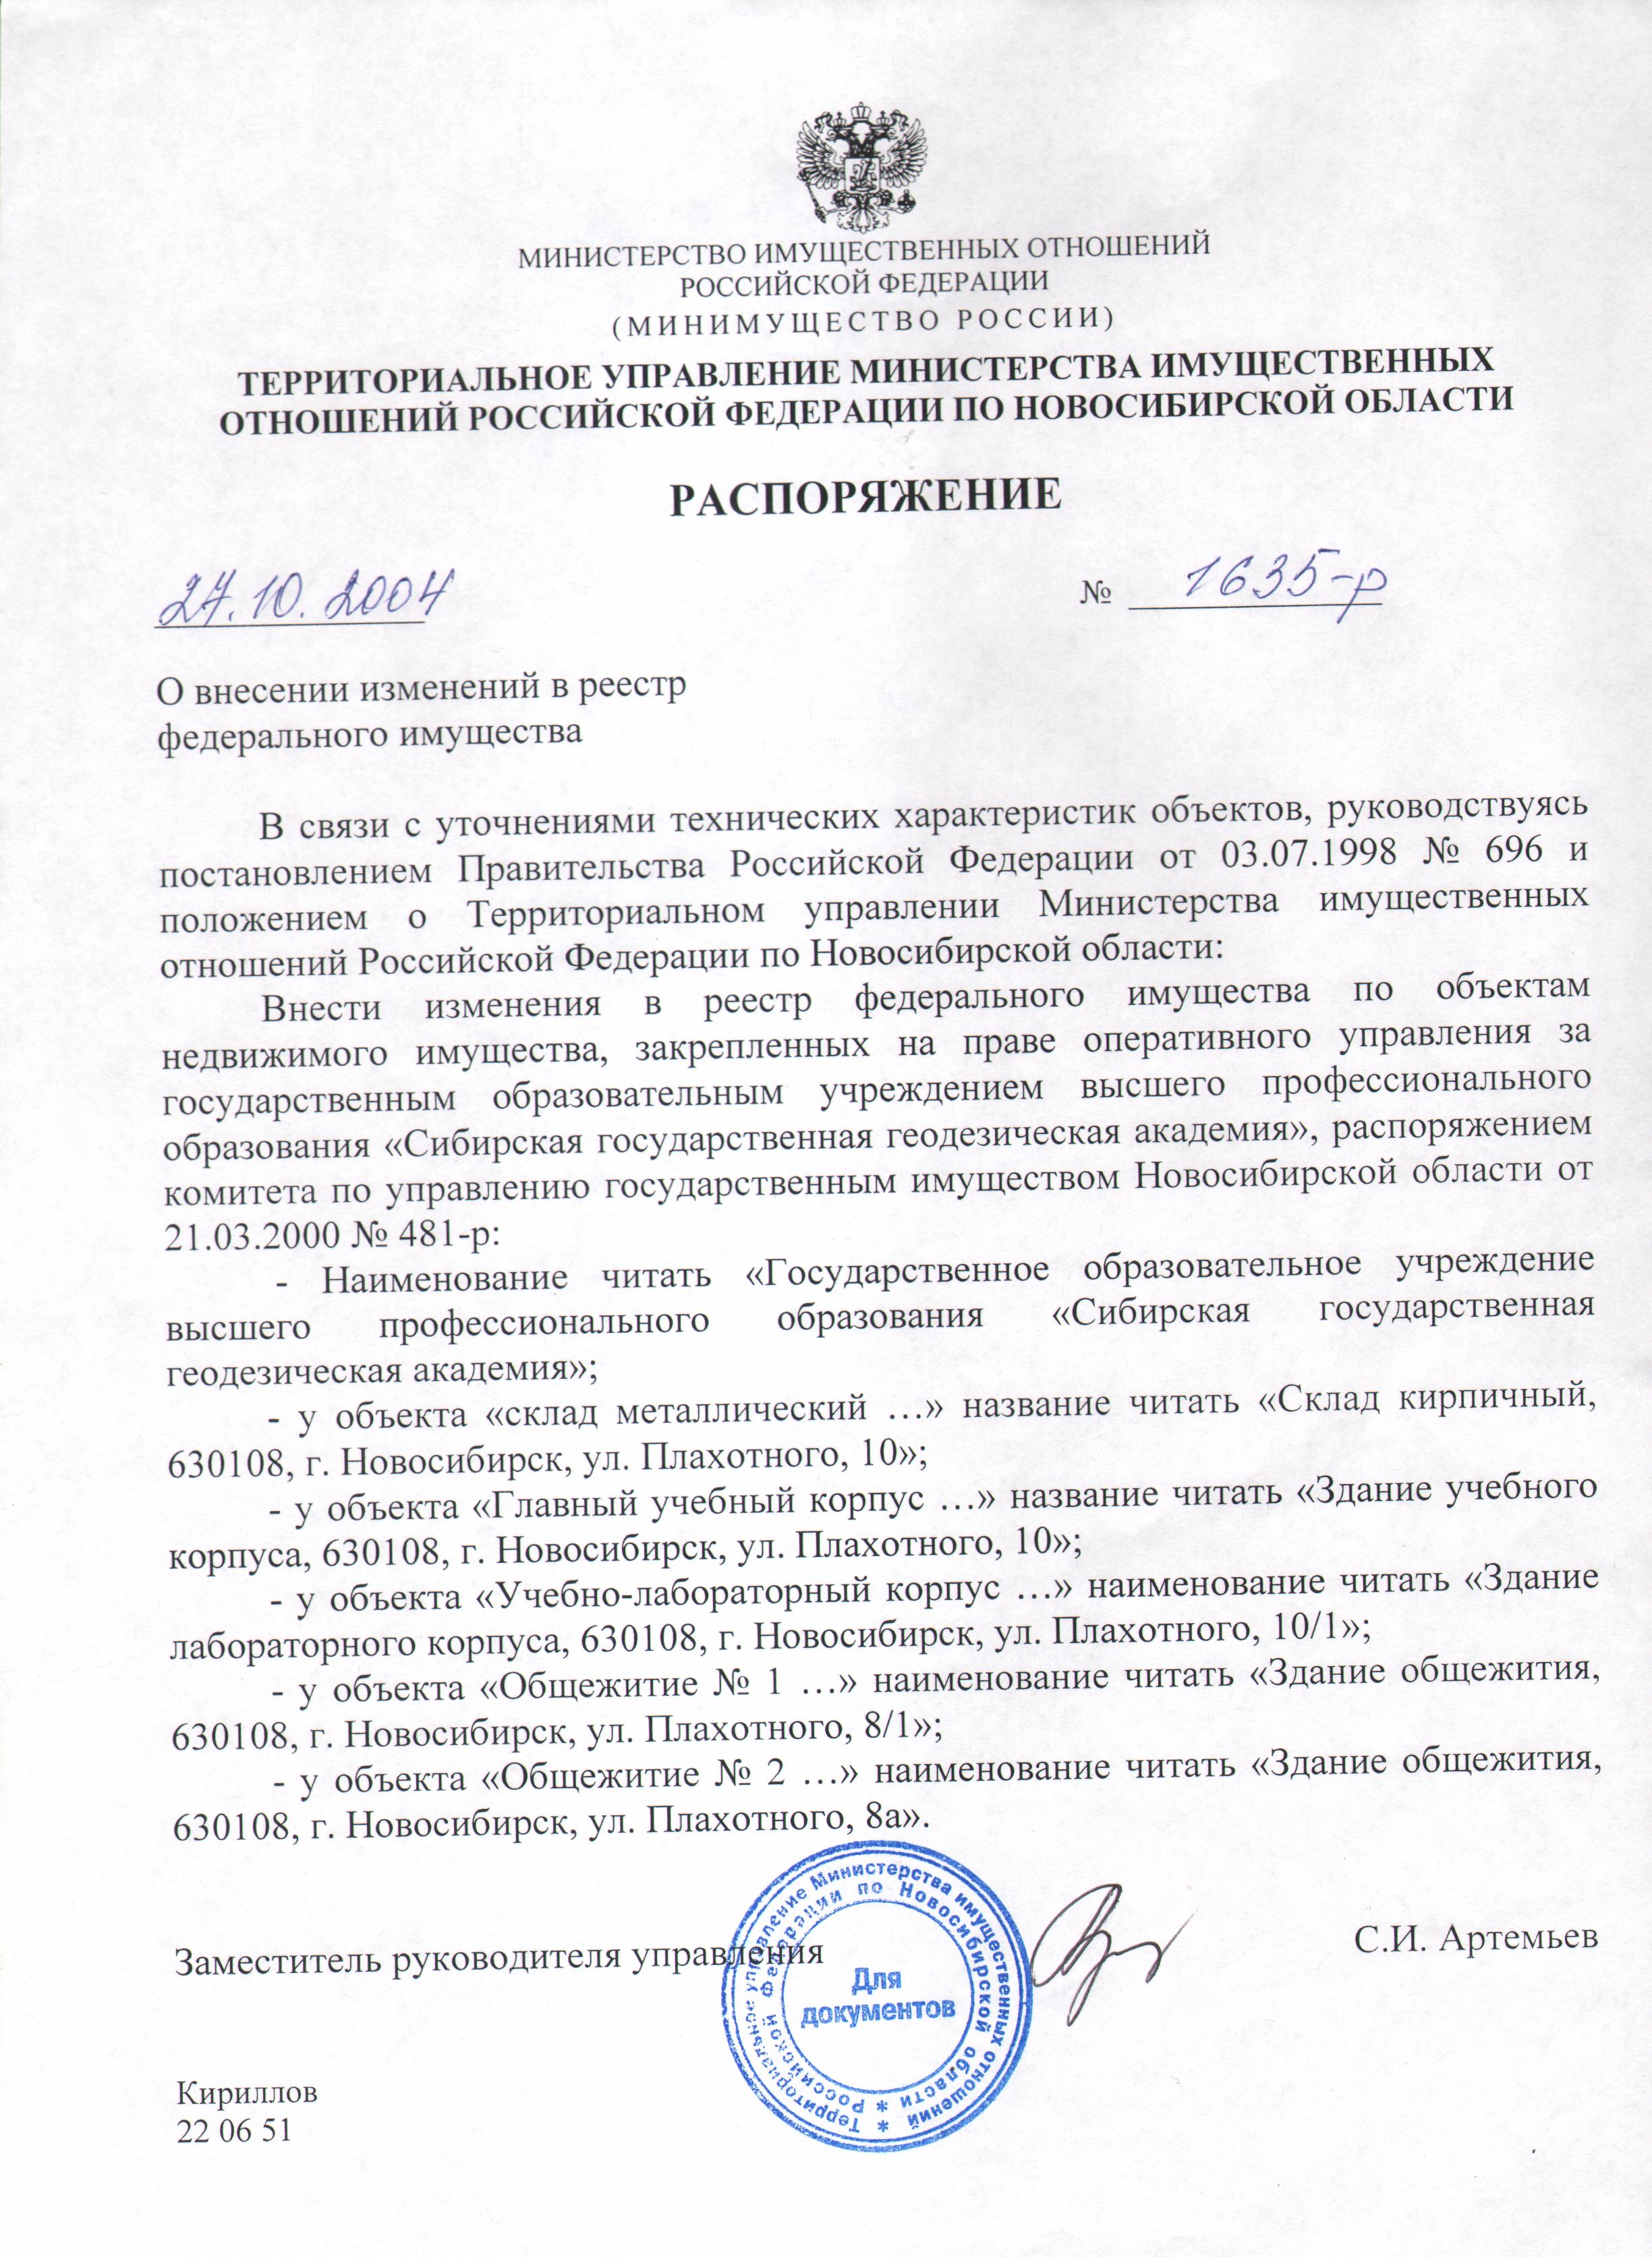 МИНИСТЕРСТВО ИМУЩЕСТВЕННЫХ ОТНОШЕНИЙ
РОССИЙСКОЙ ФЕДЕРАЦИИ
(МИНИМУЩЕСТВО РОССИИ)
ТЕРРИТОРИАЛЬНОЕ УПРАВЛЕНИЕ МИНИСТЕРСТВА ИМУЩЕСТВЕННЫХ
ОТНОШЕНИЙ РОССИЙСКОЙ ФЕДЕРАЦИИ ПО НОВОСИБИРСКОЙ ОБЛАСТИ
РАСПОРЯЖЕНИЕ
27.10.2004 № 1635-р
О внесении изменений в реестр
федерального имущества
В связи с уточнениями технических характеристик объектов, руководствуясь
постановлением Правительства Российской Федерации от 03.07.1998 № 696 и
положением о Территориальном управлении Министерства имущественных
отношений Российской Федерации по Новосибирской области:
Внести изменения в реестр федерального имущества по объектам
недвижимого имущества, закрепленных на праве оперативного управления за
государственным образовательным учреждением высшего профессионального
образования «Сибирская государственная геодезическая академия», распоряжением
комитета по управлению государственным имуществом Новосибирской области от
21.03.2000 № 481-р:
- Наименование читать «Государственное образовательное учреждение
высшего профессионального образования «Сибирская государственная
геодезическая академия»;
- у объекта «склад металлический …» название читать «Склад кирпичный,
630108, г. Новосибирск, ул. Плахотного, 10»;
- у объекта «Главный учебный корпус …» название читать «Здание учебного
корпуса, 630108, г. Новосибирск, ул. Плахотного, 10»;
- у объекта «Учебно-лабораторный корпус …» наименование читать «Здание
лабораторного корпуса, 630108, г. Новосибирск, ул. Плахотного, 10/1»;
- у объекта «Общежитие № 1 …» наименование читать «Здание общежития,
630108, г. Новосибирск, ул. Плахотного, 8/1»;
- у объекта «Общежитие № 2 …» наименование читать «Здание общежития,
630108, г. Новосибирск, ул. Плахотного, 8а».
Заместитель руководителя управления С.И. Артемьев
Территориальное управление Министерства имущественных отношений *
Российской Федерации по Новосибирской области *
Для
документов
Кириллов
22 06 51